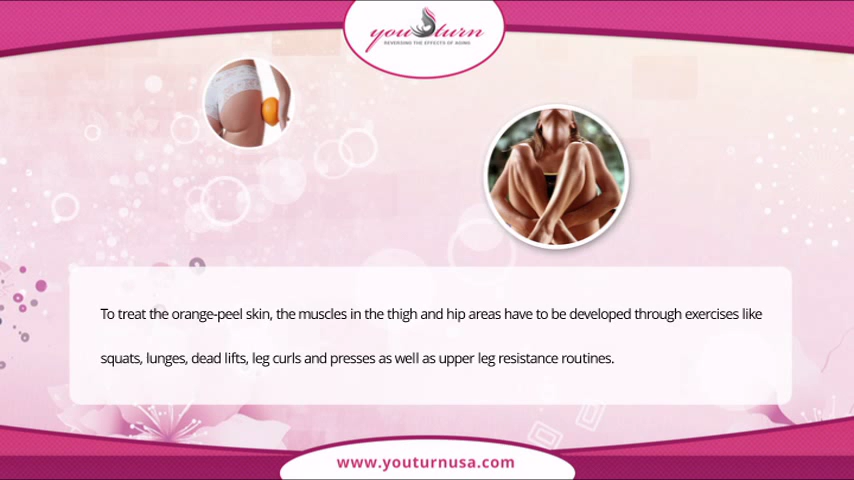 you turn
REVERSING THE EFFECTS OF AGING
To treat the orange-peel skin, the muscles in the thigh and hip areas have to be developed through exercises like
squats, lunges, dead lifts, leg curls and presses as well as upper leg resistance routines.
www.youturnusa.com